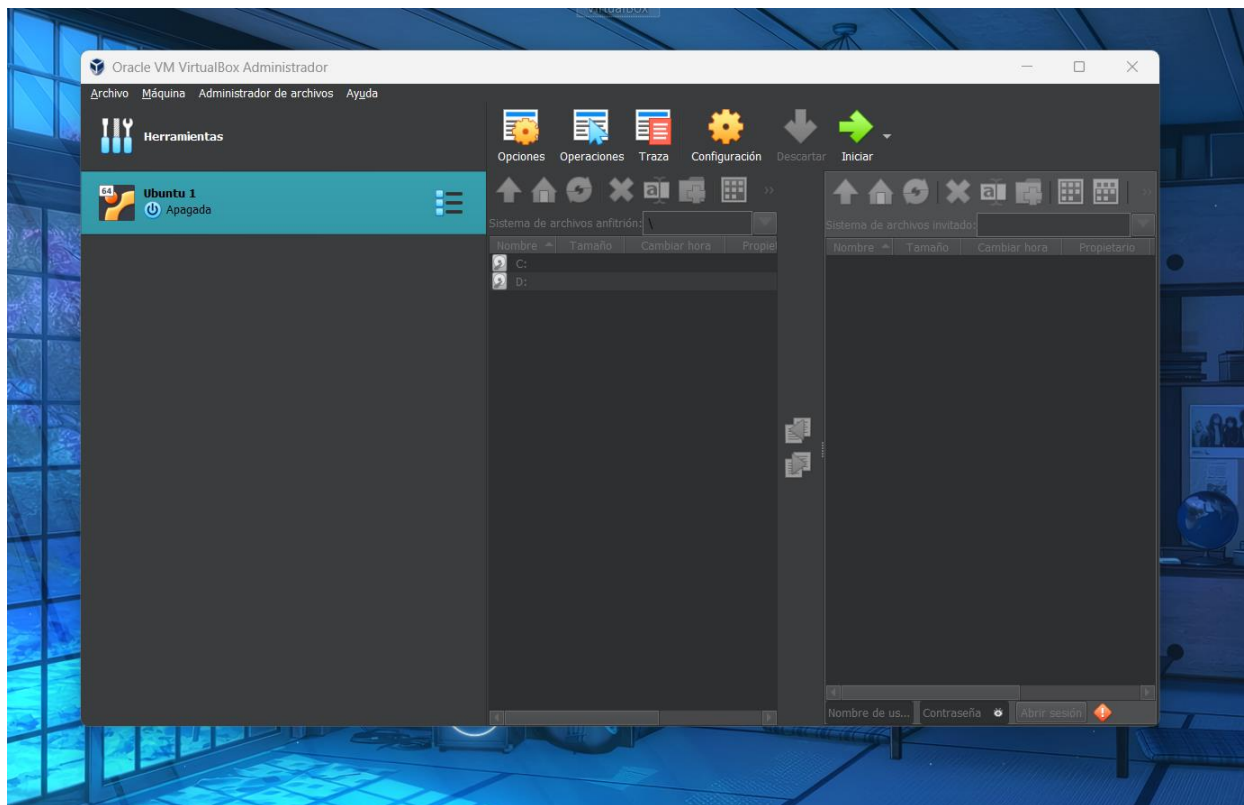 VirtualBox
Oracle VM VirtualBox Administrador
Archivo Máquina Administrador de archivos Ayuda
Herramientas
Opciones Operaciones Traza Configuración Descartar Iniciar
64
Ubuntu 1
Apagada
Sistema de archivos anfitrión: \
Nombre Tamaño Cambiar hora Propiet
C:
D:
Sistema de archivos invitado:
Nombre Tamaño Cambiar hora Propietario
Nombre de us... Contraseña Abrir sesión